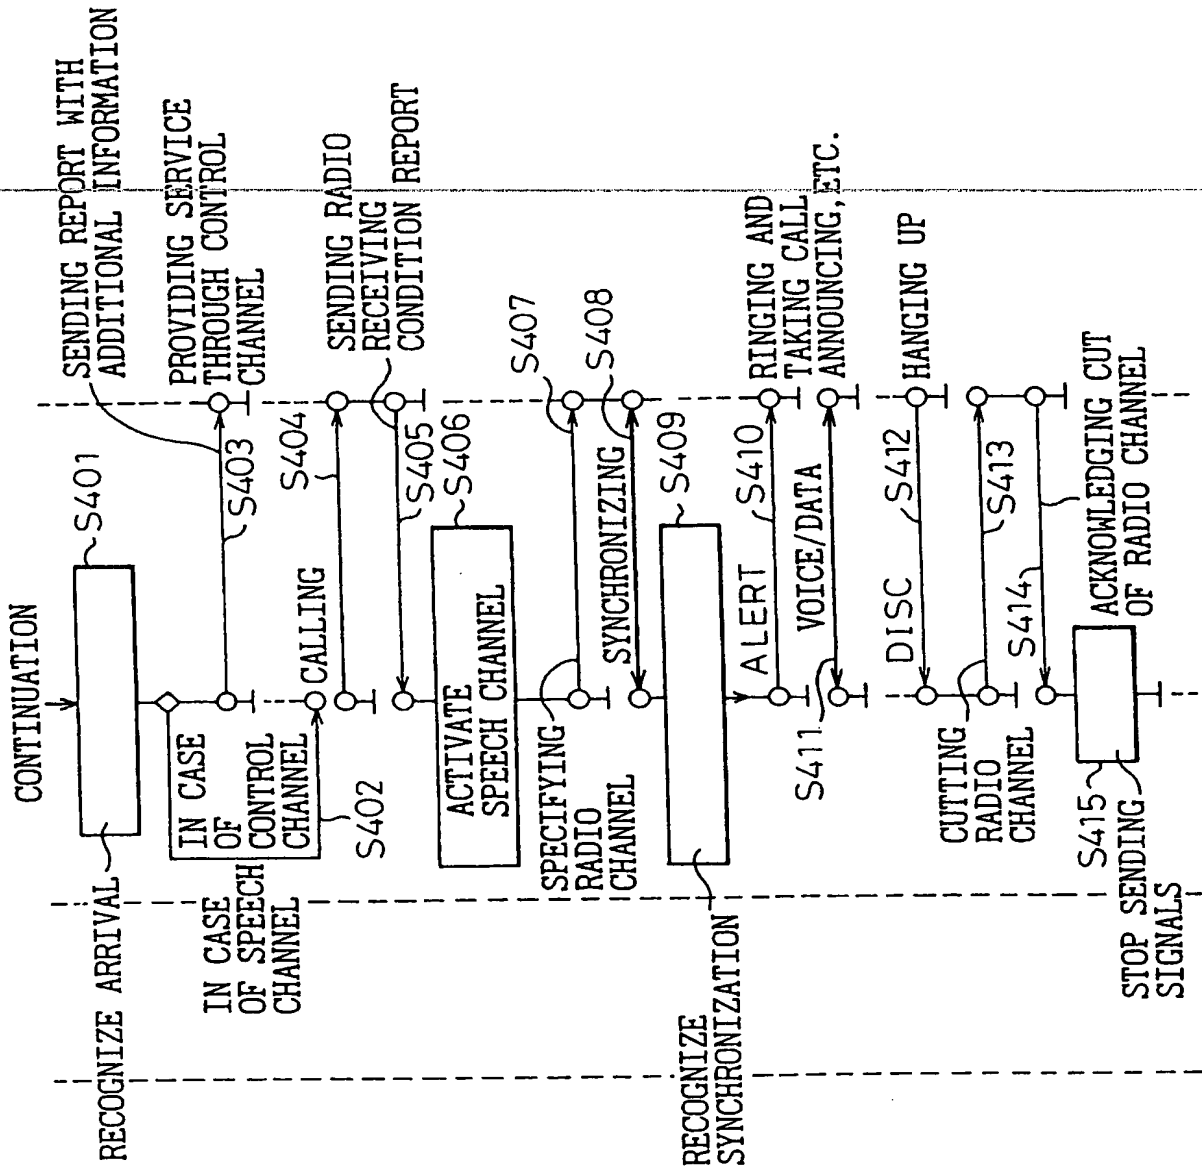 CONTINUATION
RECOGNIZE ARRIVAL
S401
SENDING REPORT WITH
ADDITIONAL INFORMATION
IN CASE
OF
CONTROL
CHANNEL
IN CASE
OF SPEECH
CHANNEL
S402
S403
PROVIDING SERVICE
THROUGH CONTROL
CHANNEL
CALLING
S404
SENDING RADIO
RECEIVING
CONDITION REPORT
S405
S406
ACTIVATE
SPEECH CHANNEL
SPECIFYING
RADIO
CHANNEL
S407
SYNCHRONIZING
S408
S409
RECOGNIZE
SYNCHRONIZATION
ALERT
S410
RINGING AND
TAKING CALL
S411
VOICE/DATA
ANNOUNCING,ETC.
DISC
S412
HANGING UP
CUTTING
RADIO
CHANNEL
S413
S414
ACKNOWLEDGING CUT
OF RADIO CHANNEL
S415
STOP SENDING
SIGNALS